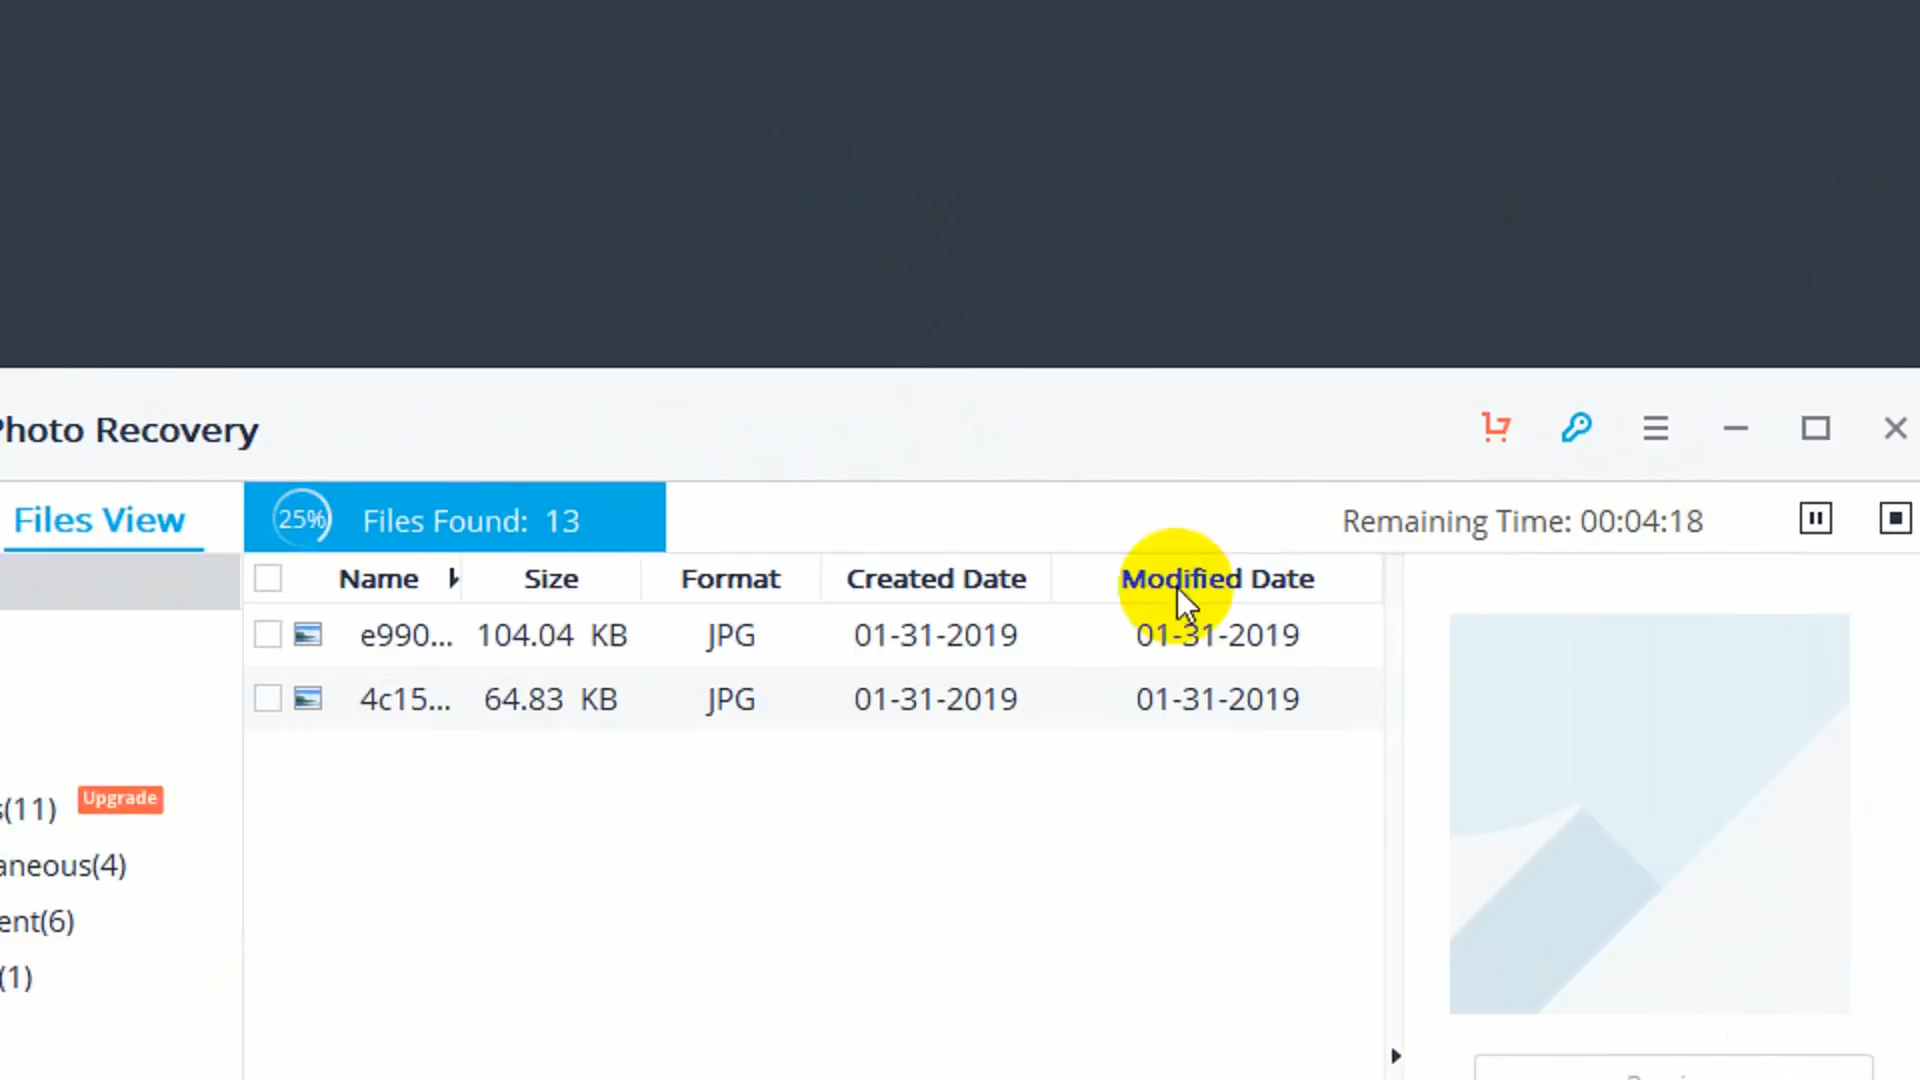 Photo Recovery
Files View
25% Files Found: 13
Remaining Time: 00:04:18
Name Size Format Created Date Modified Date
e990... 104.04 KB JPG 01-31-2019 01-31-2019
4c15... 64.83 KB JPG 01-31-2019 01-31-2019
s(11) Upgrade
aneous(4)
ent(6)
(1)